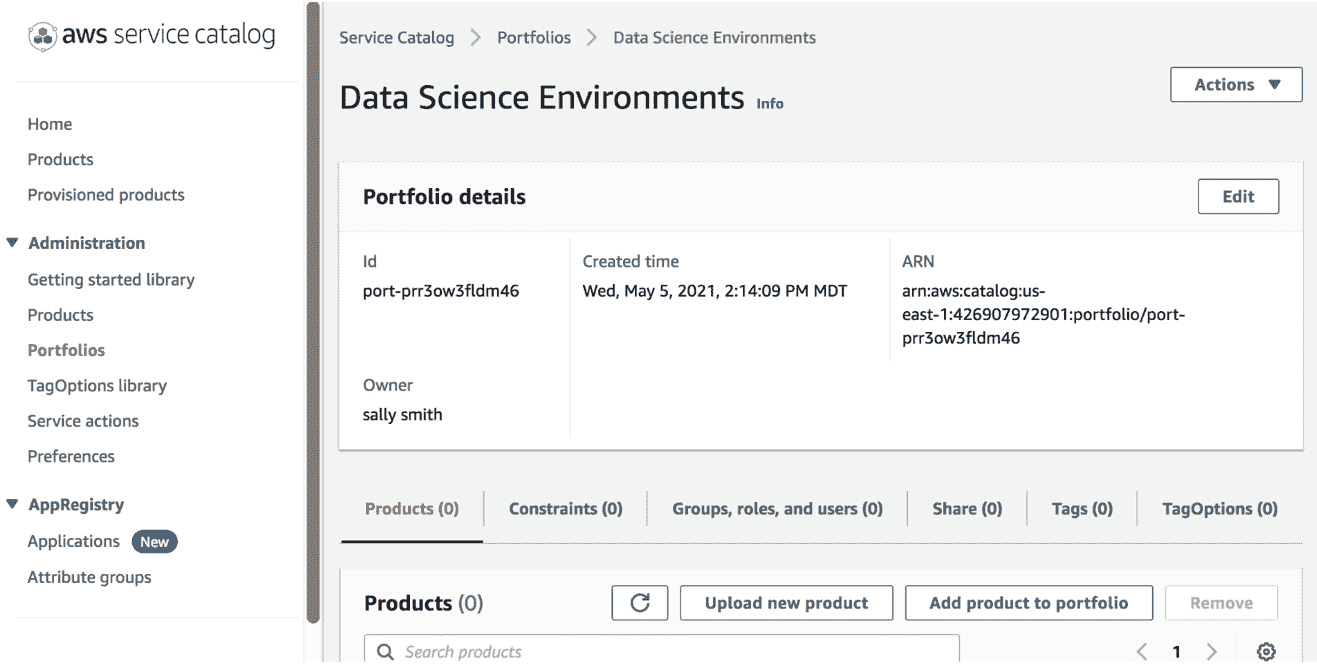 aws service catalog
Home
Products
Provisioned products
Administration
Getting started library
Products
Portfolios
TagOptions library
Service actions
Preferences
AppRegistry
Applications New
Attribute groups
Service Catalog > Portfolios > Data Science Environments
Data Science Environments Info
Actions
Portfolio details
Edit
Id
port-prr3ow3fldm46
Created time
Wed, May 5, 2021, 2:14:09 PM MDT
ARN
arn:aws:catalog:us-
east-1:426907972901:portfolio/port-
prr3ow3fldm46
Owner
sally smith
Products (0) Constraints (0) Groups, roles, and users (0) Share (0) Tags (0) TagOptions (0)
Products (0)
Upload new product Add product to portfolio Remove
Search products
1